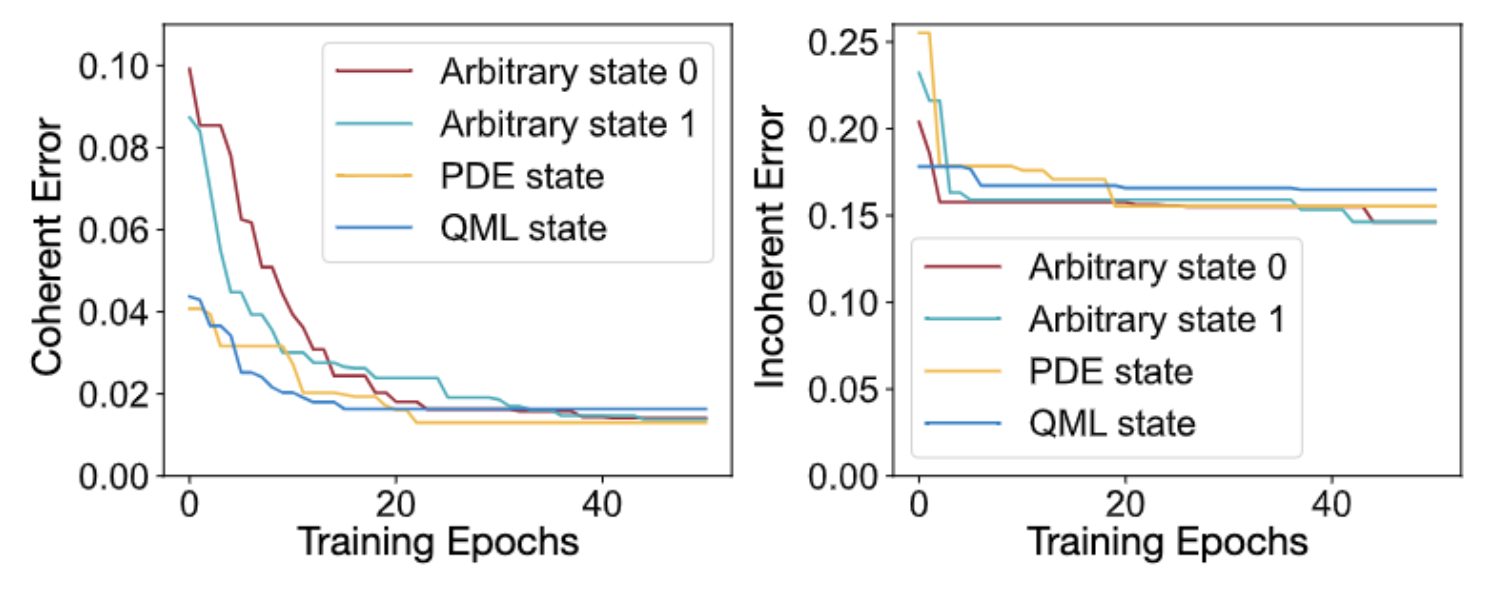 Coherent Error
0.10
0.08
0.06
0.04
0.02
0.00
Arbitrary state 0
Arbitrary state 1
PDE state
QML state
0 20 40
Training Epochs
Incoherent Error
0.25
0.20
0.15
0.10
0.05
0.00
Arbitrary state 0
Arbitrary state 1
PDE state
QML state
0 20 40
Training Epochs